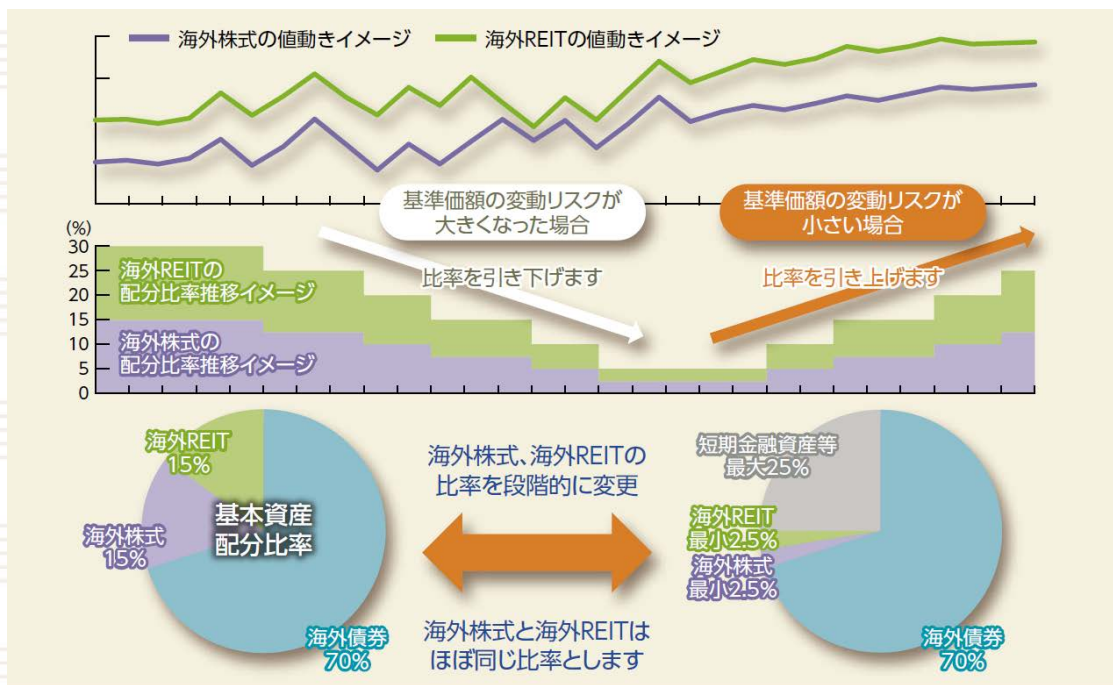 海外株式の値動きイメージ
海外REITの値動きイメージ
基準価額の変動リスクが
大きくなった場合
基準価額の変動リスクが
小さい場合
(%)
30
25
20
15
10
5
0
海外REITの
配分比率推移イメージ
海外株式の
配分比率推移イメージ
比率を引き下げます
比率を引き上げます
海外REIT
15%
海外株式
15%
基本資産
配分比率
海外債券
70%
海外株式、海外REITの
比率を段階的に変更
海外株式と海外REITは
ほぼ同じ比率とします
短期金融資産等
最大25%
海外REIT
最小2.5%
海外株式
最小2.5%
海外債券
70%